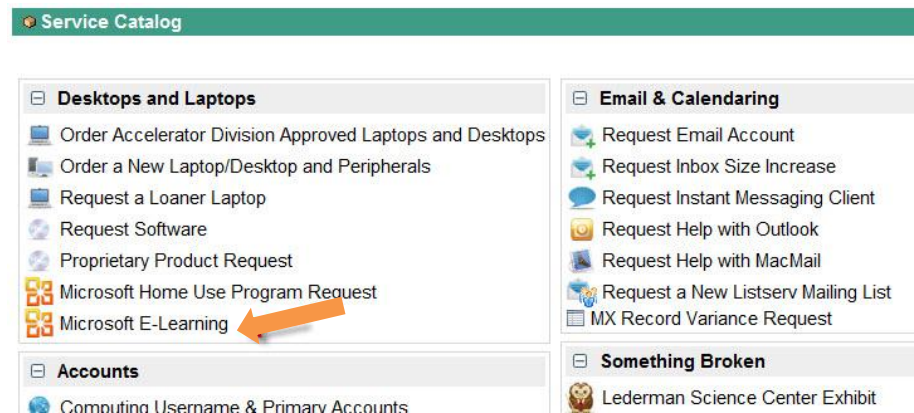 Service Catalog
Desktops and Laptops
Order Accelerator Division Approved Laptops and Desktops
Order a New Laptop/Desktop and Peripherals
Request a Loaner Laptop
Request Software
Proprietary Product Request
Microsoft Home Use Program Request
Microsoft E-Learning
Accounts
Computing Username & Primary Accounts
Email & Calendaring
Request Email Account
Request Inbox Size Increase
Request Instant Messaging Client
Request Help with Outlook
Request Help with MacMail
Request a New Listserv Mailing List
MX Record Variance Request
Something Broken
Lederman Science Center Exhibit